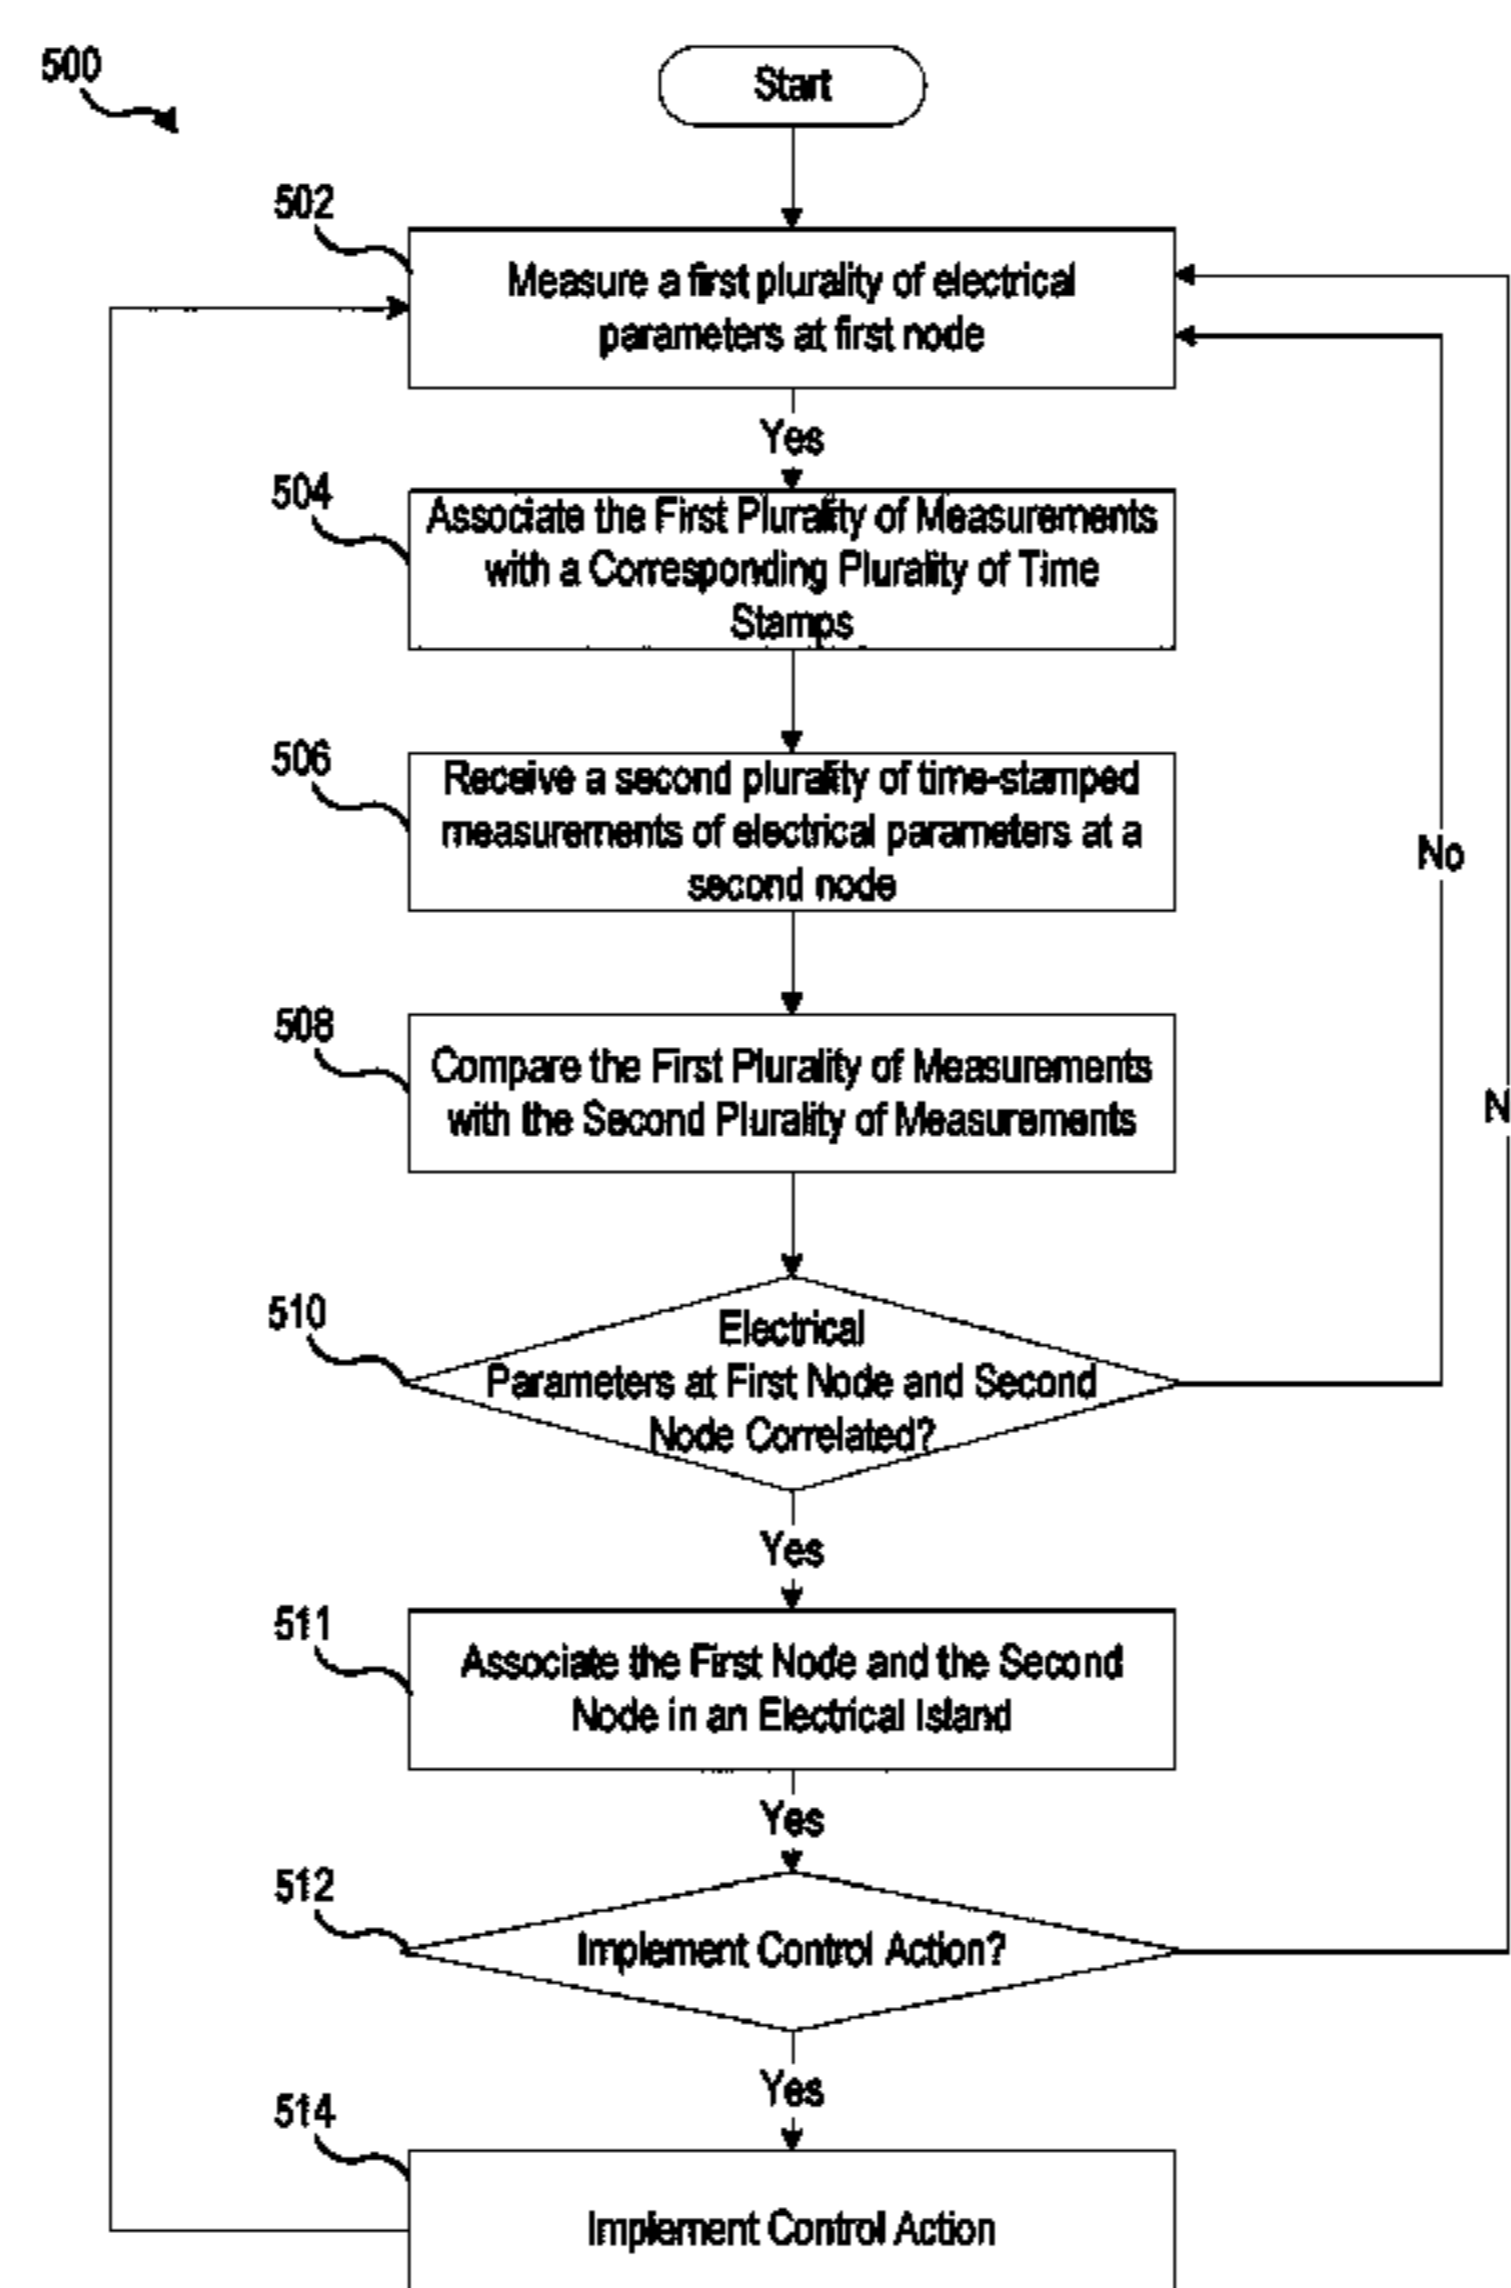 500
Start
502
Measure a first plurality of electrical
parameters at first node
Yes
504
Associate the First Plurality of Measurements
with a Corresponding Plurality of Time
Stamps
506
Receive a second plurality of time-stamped
measurements of electrical parameters at a
second node
No
508
Compare the First Plurality of Measurements
with the Second Plurality of Measurements
N
510
Electrical
Parameters at First Node and Second
Node Correlated?
Yes
511
Associate the First Node and the Second
Node in an Electrical Island
Yes
512
Implement Control Action?
Yes
514
Implement Control Action